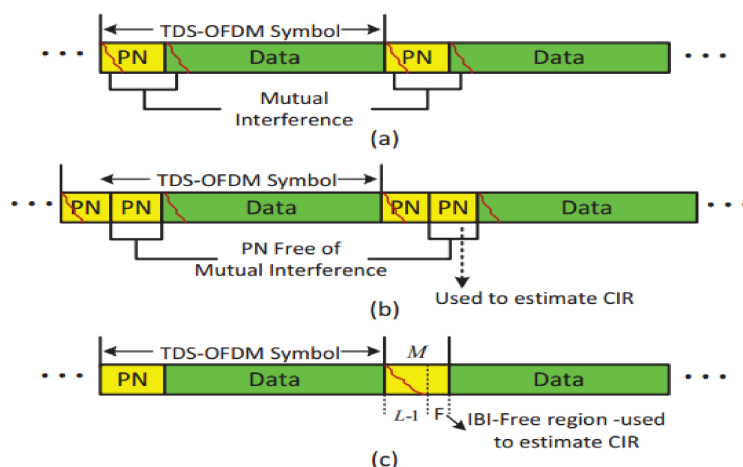 TDS-OFDM Symbol
... PN Data PN Data ...
Mutual
Interference
(a)
TDS-OFDM Symbol
... PN PN Data PN PN Data ...
PN Free of
Mutual Interference
Used to estimate CIR
(b)
TDS-OFDM Symbol M
... PN Data Data ...
L-1 F IBI-Free region -used
to estimate CIR
(c)